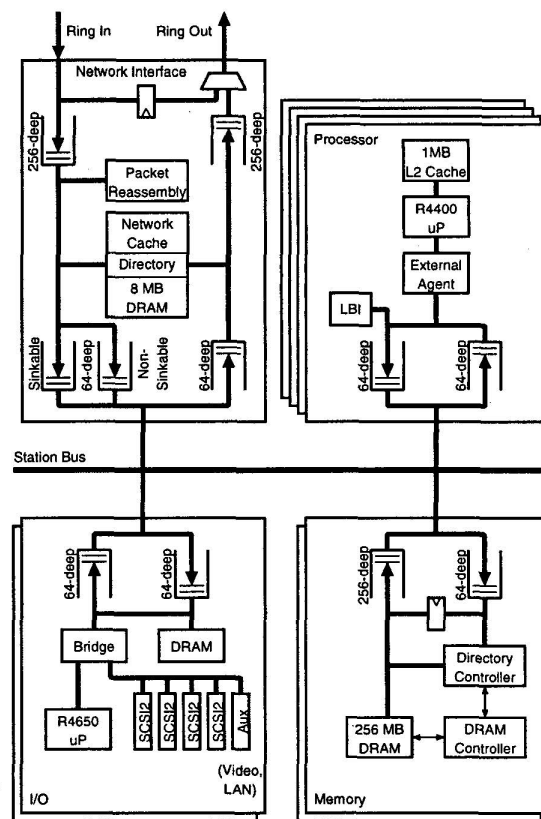 Ring In
Ring Out
Network Interface
256-deep
256-deep
Packet
Reassembly
Network
Cache
Directory
8 MB
DRAM
Sinkable
64-deep
Non-
Sinkable
64-deep
Processor
1MB
L2 Cache
R4400
uP
External
Agent
LBI
64-deep
64-deep
Station Bus
64-deep
64-deep
Bridge
DRAM
R4650
uP
SCSI2
SCSI2
SCSI2
SCSI2
Aux
(Video,
LAN)
I/O
256-deep
64-deep
Directory
Controller
256 MB
DRAM
DRAM
Controller
Memory